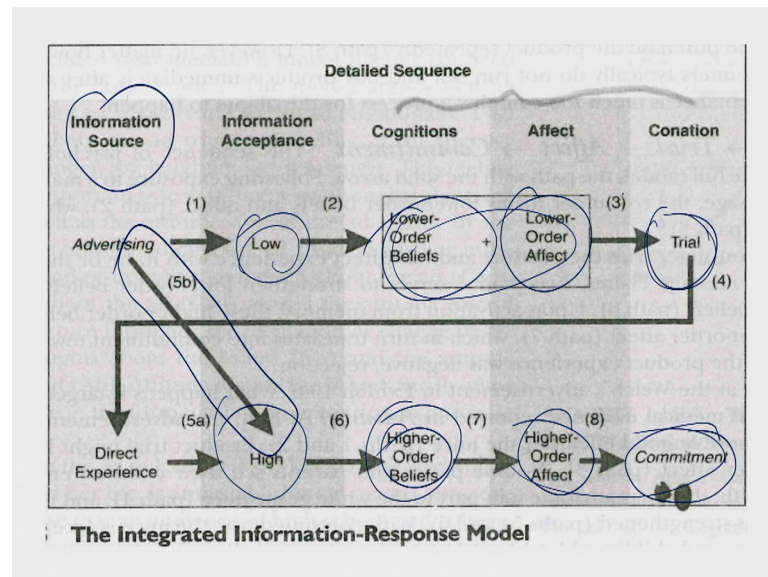 Detailed Sequence
Information Source
Information Acceptance
Cognitions
Affect
Conation
(1)
(2)
(3)
Advertising
Low
Lower-Order Beliefs
+
Lower-Order Affect
Trial
(4)
(5b)
(5a)
(6)
(7)
(8)
Direct Experience
High
Higher-Order Beliefs
Higher-Order Affect
Commitment
The Integrated Information-Response Model